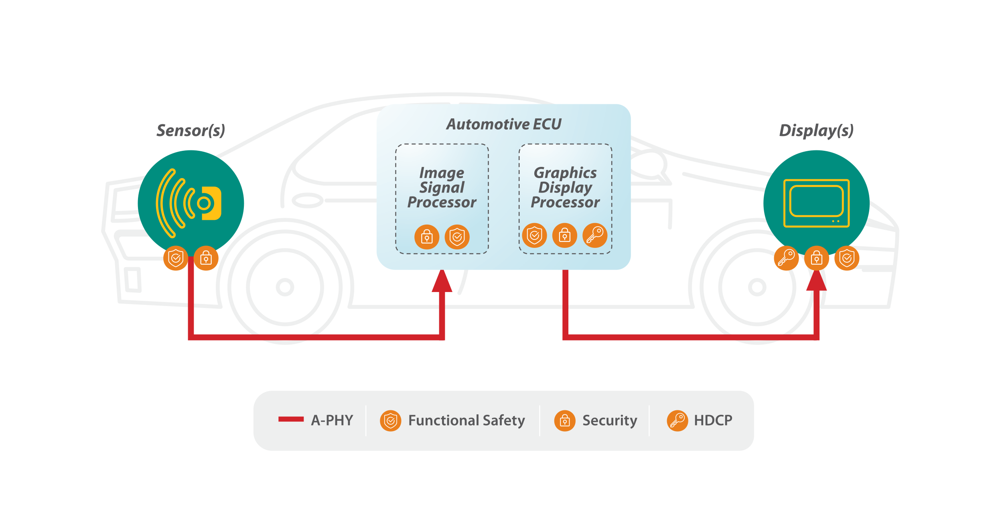 Sensor(s)
Automotive ECU
Display(s)
Image
Signal
Processor
Graphics
Display
Processor
A-PHY
Functional Safety
Security
HDCP